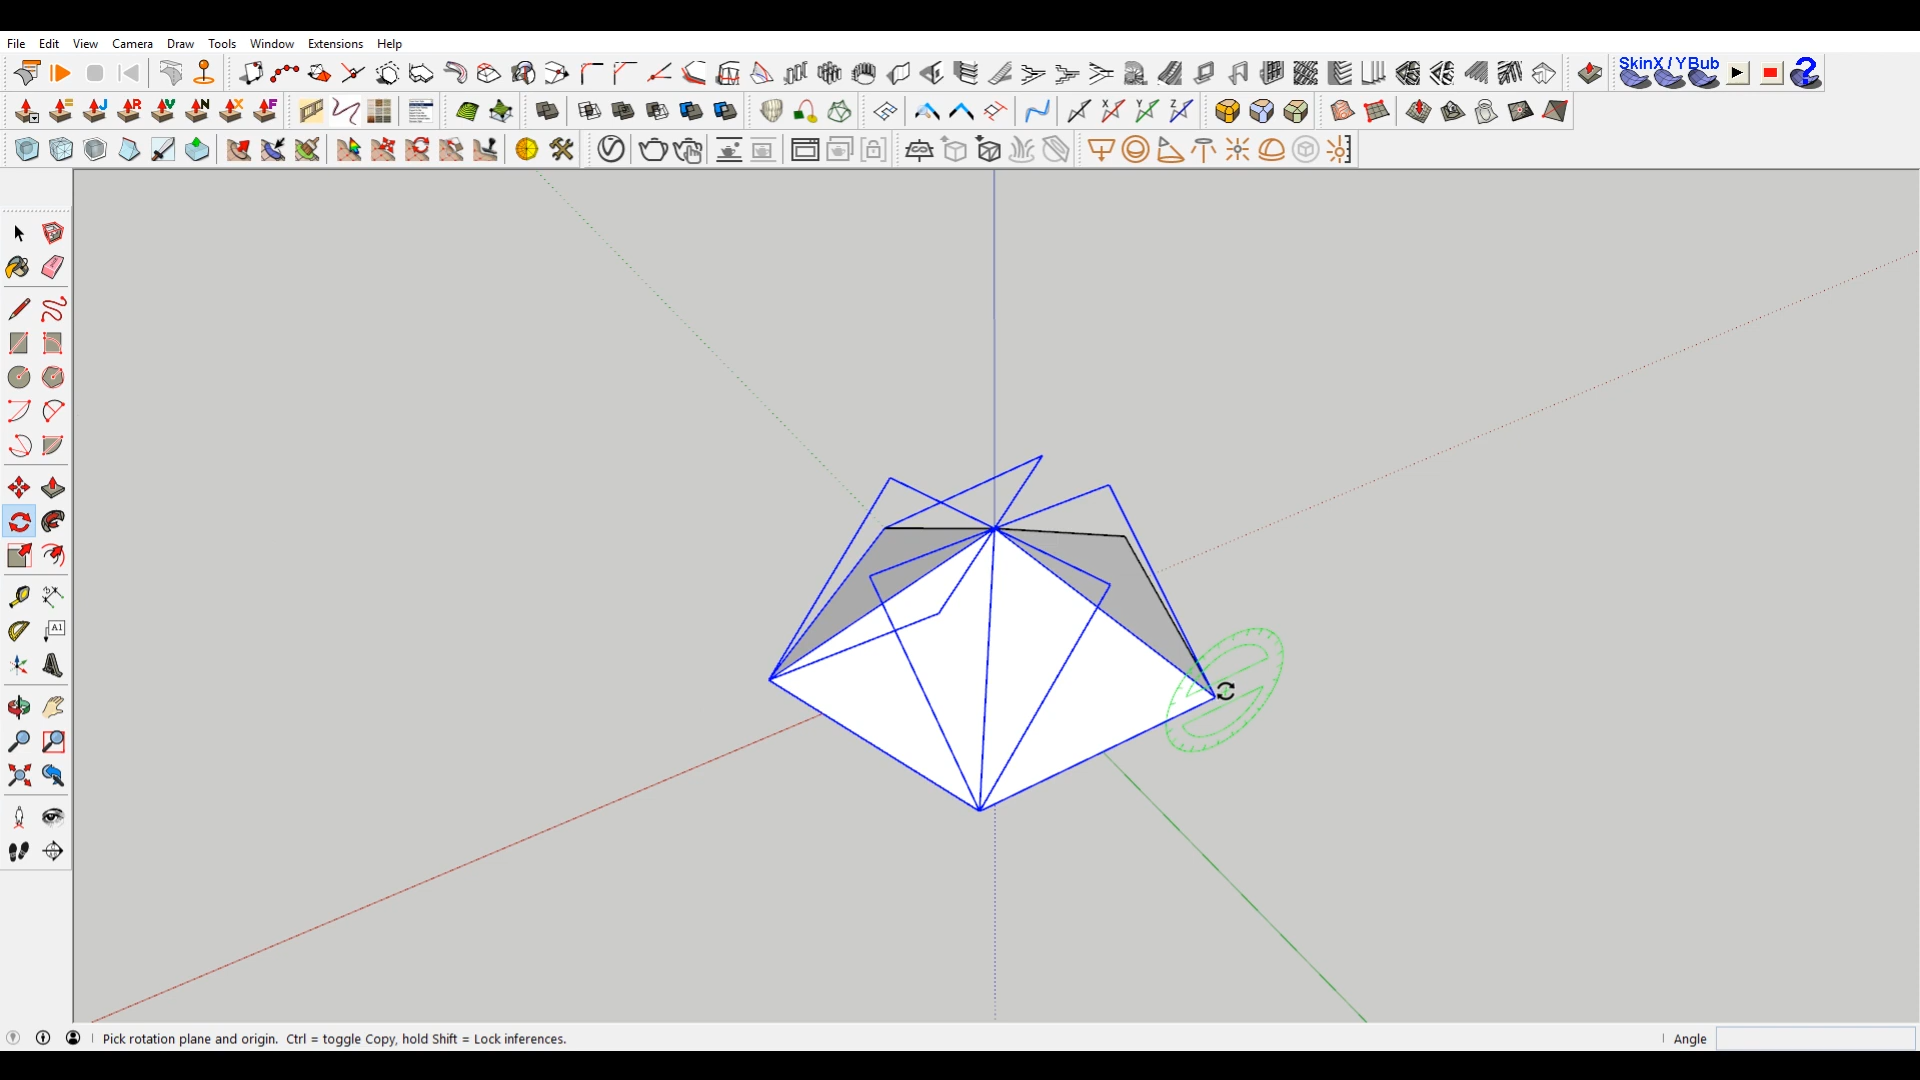 File Edit View Camera Draw Tools Window Extensions Help
SkinX/YBub
J R V N X F
X Y Z
A1
Pick rotation plane and origin. Ctrl = toggle Copy, hold Shift = Lock inferences.
Angle